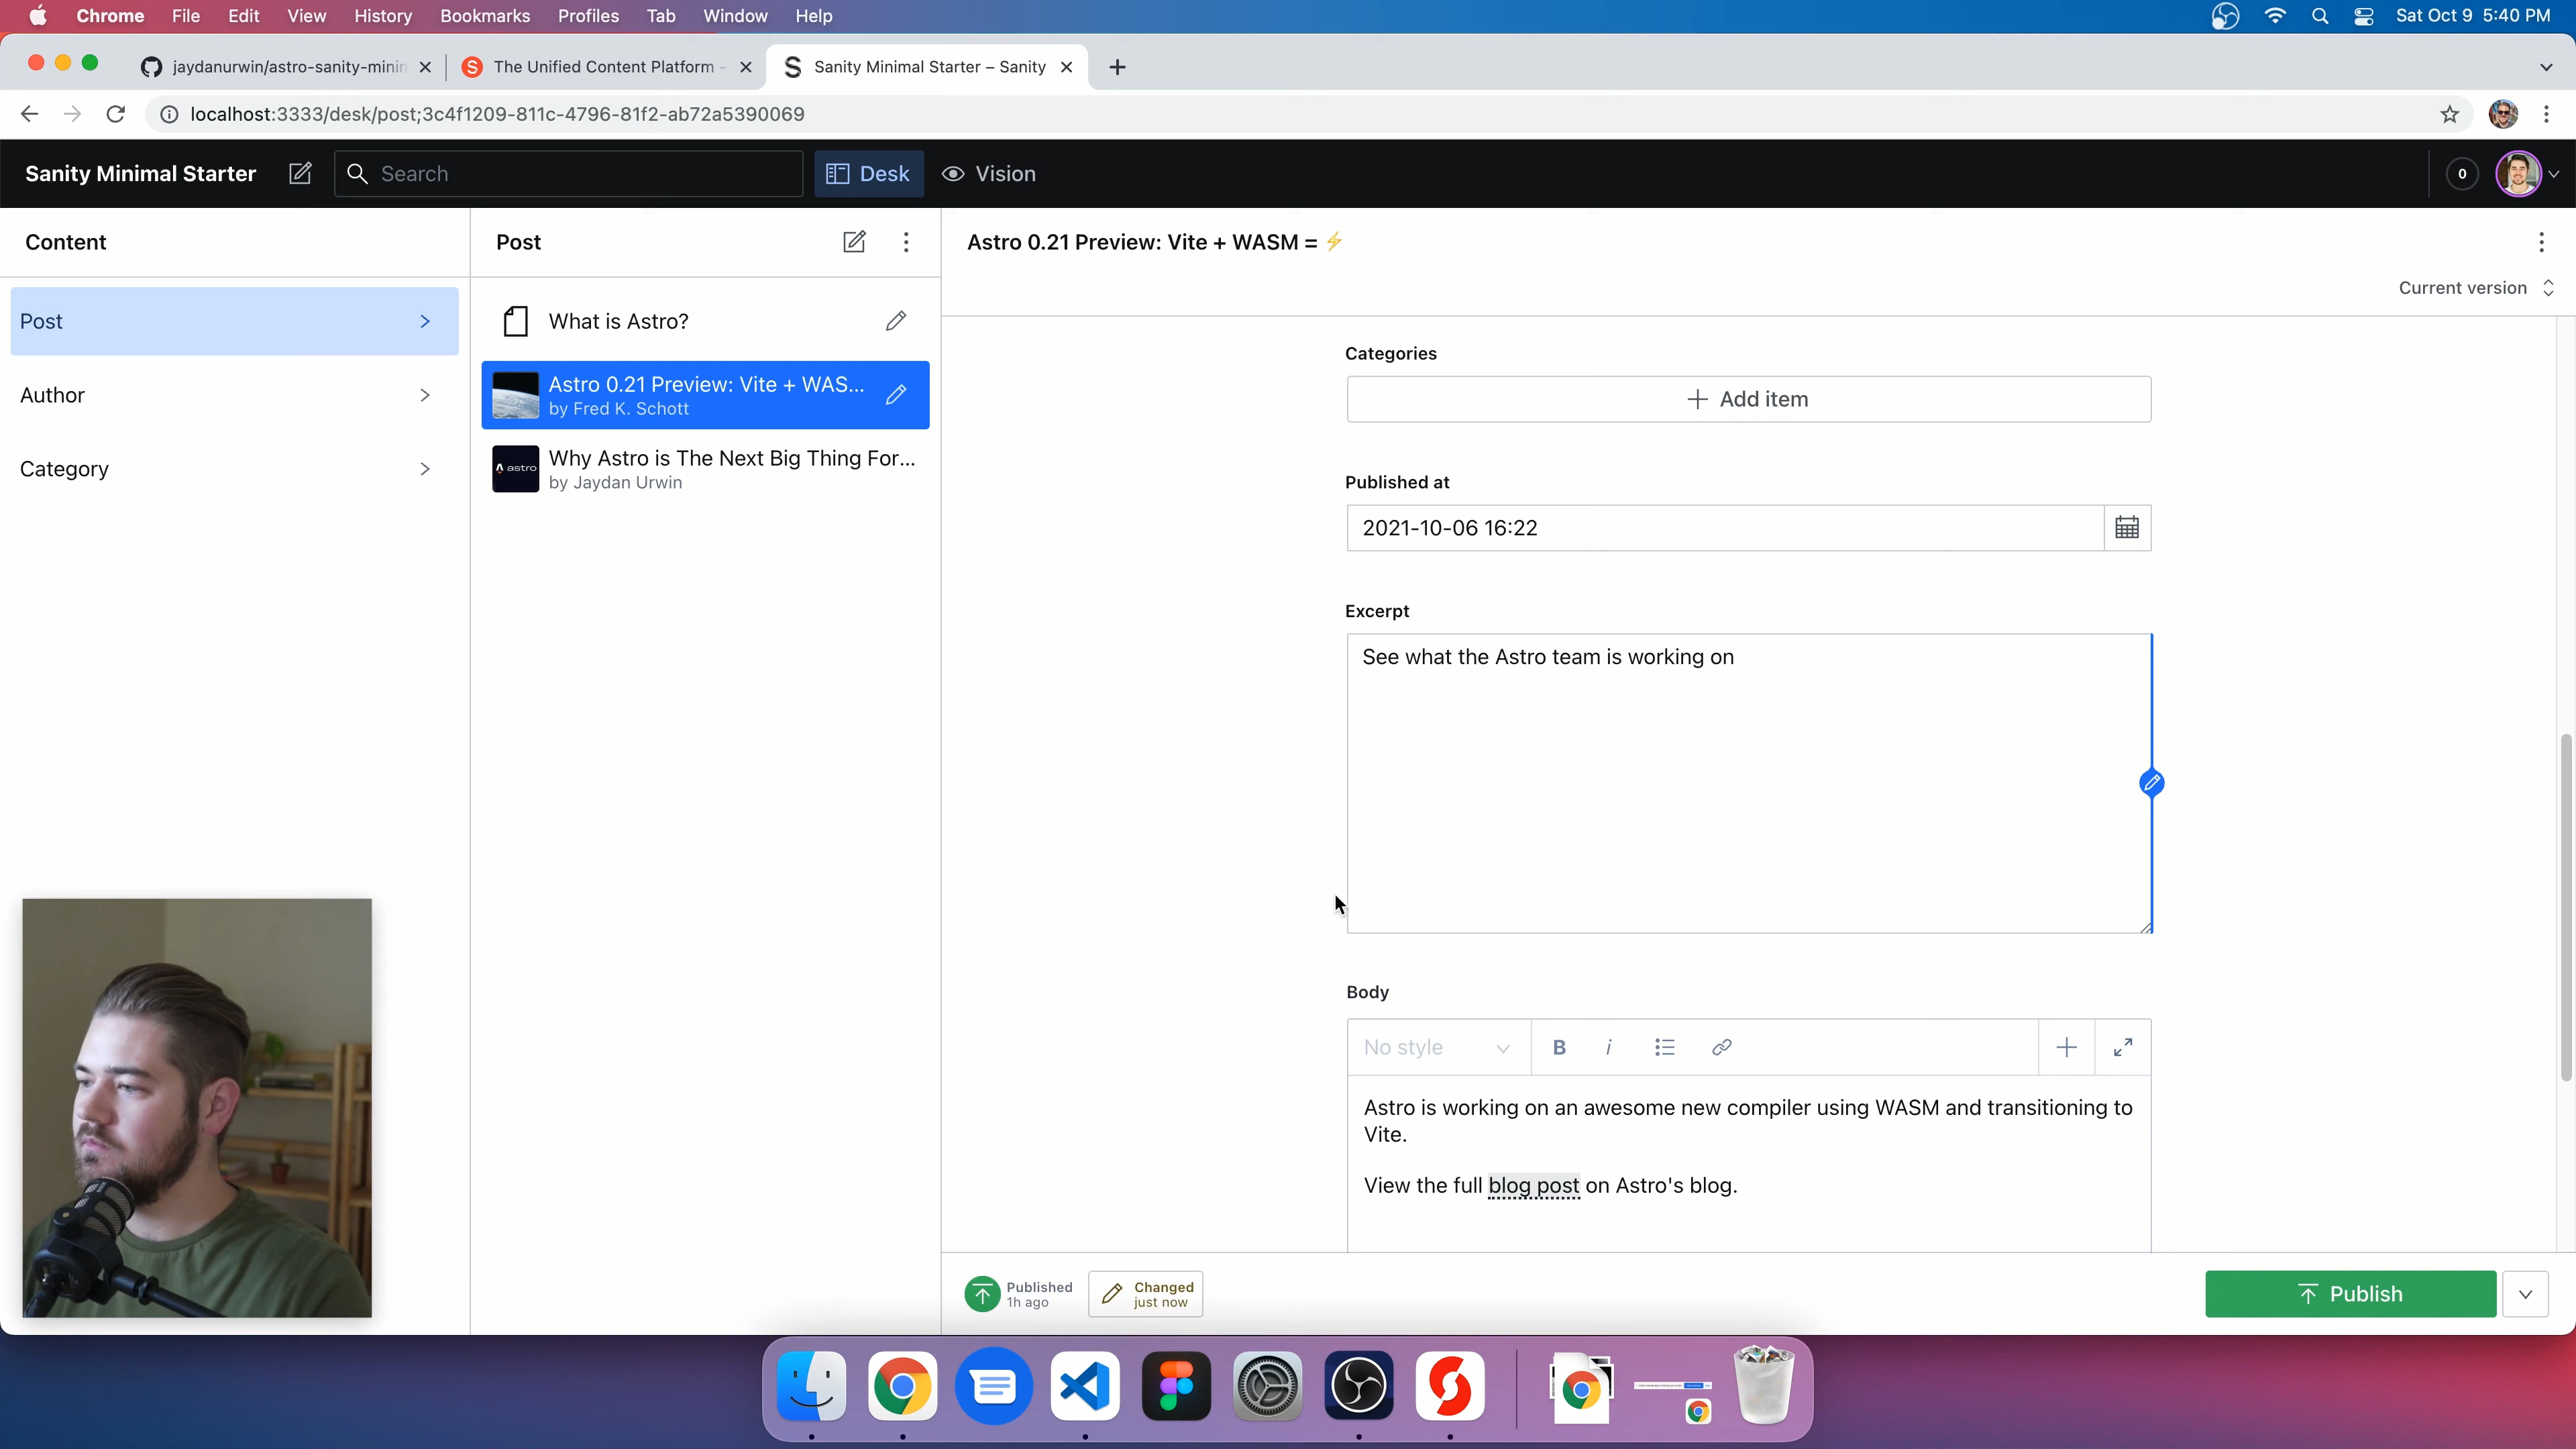 Chrome File Edit View History Bookmarks Profiles Tab Window Help Sat Oct 9 5:40 PM
jaydanurwin/astro-sanity-minin The Unified Content Platform - Sanity Minimal Starter – Sanity
localhost:3333/desk/post;3c4f1209-811c-4796-81f2-ab72a5390069
Sanity Minimal Starter Search Desk Vision 0
Content Post Astro 0.21 Preview: Vite + WASM = ⚡
Current version
Post
Author
Category
What is Astro?
Astro 0.21 Preview: Vite + WAS...
by Fred K. Schott
astro
Why Astro is The Next Big Thing For...
by Jaydan Urwin
Categories
Add item
Published at
2021-10-06 16:22
Excerpt
See what the Astro team is working on
Body
No style B i
Astro is working on an awesome new compiler using WASM and transitioning to
Vite.
View the full blog post on Astro's blog.
Published
1h ago
Changed
just now
Publish